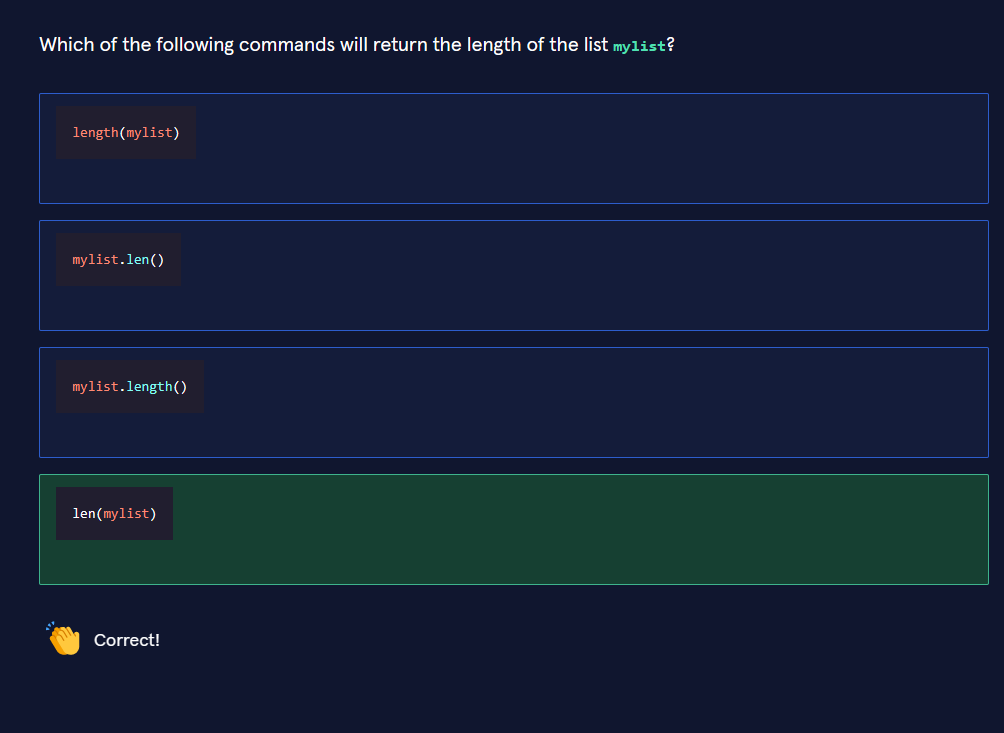 Which of the following commands will return the length of the list mylist?
length(mylist)
mylist.len()
mylist.length()
len(mylist)
Correct!